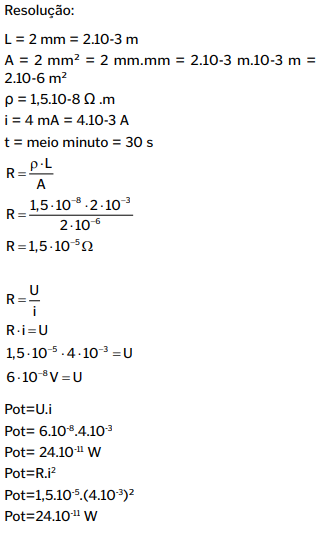 Resolução:
L = 2 mm = 2.10-3 m
A = 2 mm² = 2 mm.mm = 2.10-3 m.10-3 m =
2.10-6 m²
ρ = 1,5.10-8 Ω .m
i = 4 mA = 4.10-3 A
t = meio minuto = 30 s
R = ρ·L / A
R = 1,5·10⁻⁸·2·10⁻³ / 2·10⁻⁶
R = 1,5·10⁻⁵Ω
R = U / i
R·i = U
1,5·10⁻⁵·4·10⁻³ = U
6·10⁻⁸V = U
Pot=U.i
Pot= 6.10⁻⁸.4.10⁻³
Pot= 24.10⁻¹¹ W
Pot=R.i²
Pot=1,5.10⁻⁵.(4.10⁻³)²
Pot=24.10⁻¹¹ W